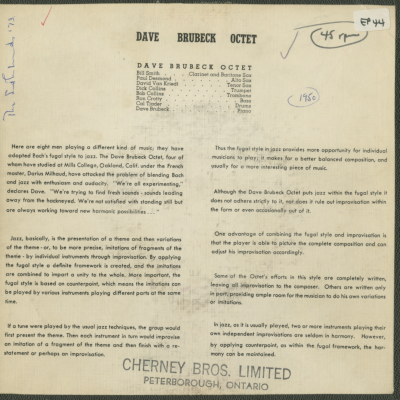 EP 44
45 rpm
DAVE BRUBECK OCTET
DAVE BRUBECK OCTET
Bill Smith . . . Clarinet and Baritone Sax
Paul Desmond . . . Alto Sax
David Van Kriedt . . . Tenor Sax
Dick Collins . . . Trumpet
Bob Collins . . . Trombone
Ron Crotty . . . Bass
Cal Tjader . . . Drums
Dave Brubeck . . . Piano
(1950)
Here are eight men playing a different kind of music; they have
adapted Bach's fugal style to jazz. The Dave Brubeck Octet, four of
whom have studied at Mills College, Oakland, Calif. under the French
master, Darius Milhaud, have attacked the problem of blending Bach
and jazz with enthusiasm and audacity. "We're all experimenting,"
declares Dave. "We're trying to find fresh sounds - sounds leading
away from the hackneyed. We're not satisfied with standing still but
are always working toward new harmonic possibilities . . ."
Jazz, basically, is the presentation of a theme and then variations
of the theme - or, to be more precise, imitations of fragments of the
theme - by individual instruments through improvisation. By applying
the fugal style a definite framework is created, and the imitations
are combined to impart a unity to the whole. More important, the
fugal style is based on counterpoint, which means the imitations can
be played by various instruments playing different parts at the same
time.
If a tune were played by the usual jazz techniques, the group would
first present the theme. Then each instrument in turn would improvise
an imitation of a fragment of the theme and then finish with a re-
statement or perhaps an improvisation.
Thus the fugal style in jazz provides more opportunity for individual
musicians to play; it makes for a better balanced composition, and
usually for a more interesting piece of music.
Although the Dave Brubeck Octet puts jazz within the fugal style it
does not adhere strictly to it, nor does it rule out improvisation within
the form or even occasionally out of it.
One advantage of combining the fugal style and improvisation is
that the player is able to picture the complete composition and can
adjust his improvisation accordingly.
Some of the Octet's efforts in this style are completely written,
leaving all improvisation to the composer. Others are written only
in part, providing ample room for the musician to do his own variations
or imitations.
In jazz, as it is usually played, two or more instruments playing their
own independent improvisations are seldom in harmony. However,
by applying counterpoint, as within the fugal framework, the har-
mony can be maintained.
CHERNEY BROS. LIMITED
PETERBOROUGH, ONTARIO